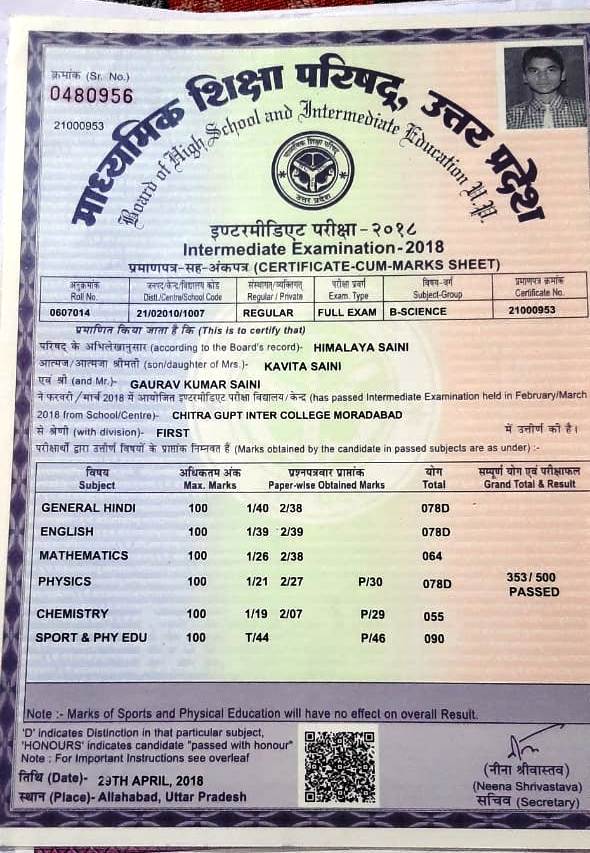 क्रमांक (Sr. No.)
0480956
21000953
माध्यमिक शिक्षा परिषद्, उत्तर प्रदेश
Board of High School and Intermediate Education U.P.
माध्यमिक शिक्षा परिषद्
उत्तर प्रदेश
इण्टरमीडिएट परीक्षा - २०१८
Intermediate Examination - 2018
प्रमाणपत्र-सह-अंकपत्र (CERTIFICATE-CUM-MARKS SHEET)
अनुक्रमांक जनपद/केन्द्र/विद्यालय कोड संस्थागत/व्यक्तिगत परीक्षा प्रवर्ग विषय-वर्ग प्रमाणपत्र क्रमांक
Roll No. Distt./Centre/School Code Regular / Private Exam. Type Subject-Group Certificate No.
0607014 21/02010/1007 REGULAR FULL EXAM B-SCIENCE 21000953
प्रमाणित किया जाता है कि (This is to certify that)
परिषद के अभिलेखानुसार (according to the Board's record)- HIMALAYA SAINI
आत्मज/आत्मजा श्रीमती (son/daughter of Mrs.)- KAVITA SAINI
एवं श्री (and Mr.)- GAURAV KUMAR SAINI
ने फरवरी/मार्च 2018 में आयोजित इण्टरमीडिएट परीक्षा विद्यालय/केन्द्र (has passed Intermediate Examination held in February/March
2018 from School/Centre)- CHITRA GUPT INTER COLLEGE MORADABAD
से श्रेणी (with division)- FIRST में उत्तीर्ण की है।
परीक्षार्थी द्वारा उत्तीर्ण विषयों के प्राप्तांक निम्नवत हैं (Marks obtained by the candidate in passed subjects are as under) :-
विषय अधिकतम अंक प्रश्नपत्रवार प्राप्तांक योग सम्पूर्ण योग एवं परीक्षाफल
Subject Max. Marks Paper-wise Obtained Marks Total Grand Total & Result
GENERAL HINDI 100 1/40 2/38 078D
ENGLISH 100 1/39 2/39 078D
MATHEMATICS 100 1/26 2/38 064
PHYSICS 100 1/21 2/27 P/30 078D 353/500
PASSED
CHEMISTRY 100 1/19 2/07 P/29 055
SPORT & PHY EDU 100 T/44 P/46 090
Note :- Marks of Sports and Physical Education will have no effect on overall Result.
'D' indicates Distinction in that particular subject,
'HONOURS' indicates candidate "passed with honour"
Note : For Important Instructions see overleaf
तिथि (Date)- 29TH APRIL, 2018
स्थान (Place)- Allahabad, Uttar Pradesh
(नीना श्रीवास्तव)
(Neena Shrivastava)
सचिव (Secretary)